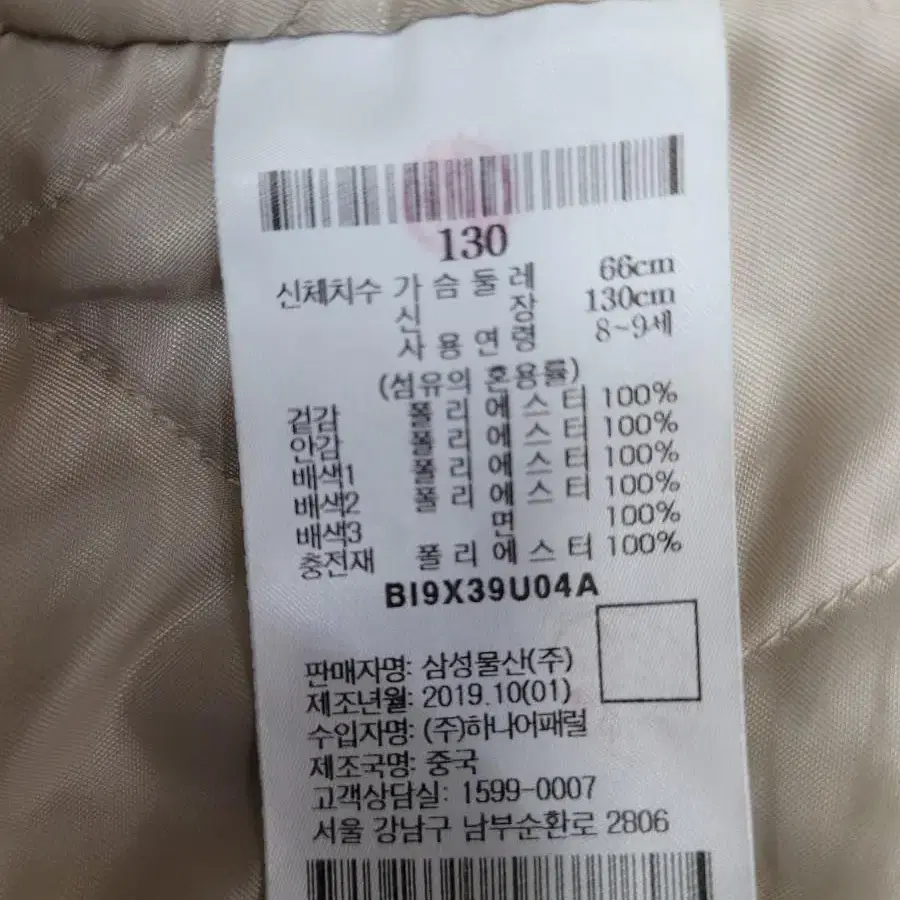 130
신체치수 가 슴 둘 레 66cm
신 장 130cm
사 용 연 령 8~9세
(섬유의 혼용률)
겉감 폴 리 에 스 터 100%
안감 폴 리 에 스 터 100%
배색1 폴 리 에 스 터 100%
배색2 폴 리 에 스 터 100%
배색3 면 100%
충전재 폴 리 에 스 터 100%
BI9X39U04A
판매자명: 삼성물산(주)
제조년월: 2019.10(01)
수입자명: (주)하나어패럴
제조국명: 중국
고객상담실: 1599-0007
서울 강남구 남부순환로 2806